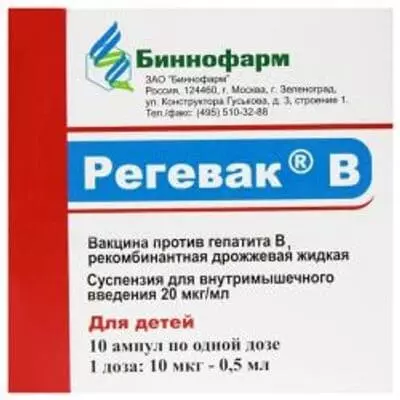 Биннофарм
ЗАО "Биннофарм"
Россия, 124460, г. Москва, г. Зеленоград,
ул. Конструктора Гуськова, д. 3, строение 1.
Тел./факс: (495) 510-32-88
Регевак® В
Вакцина против гепатита В,
рекомбинантная дрожжевая жидкая
Суспензия для внутримышечного
введения 20 мкг/мл
Для детей
10 ампул по одной дозе
1 доза: 10 мкг - 0,5 мл